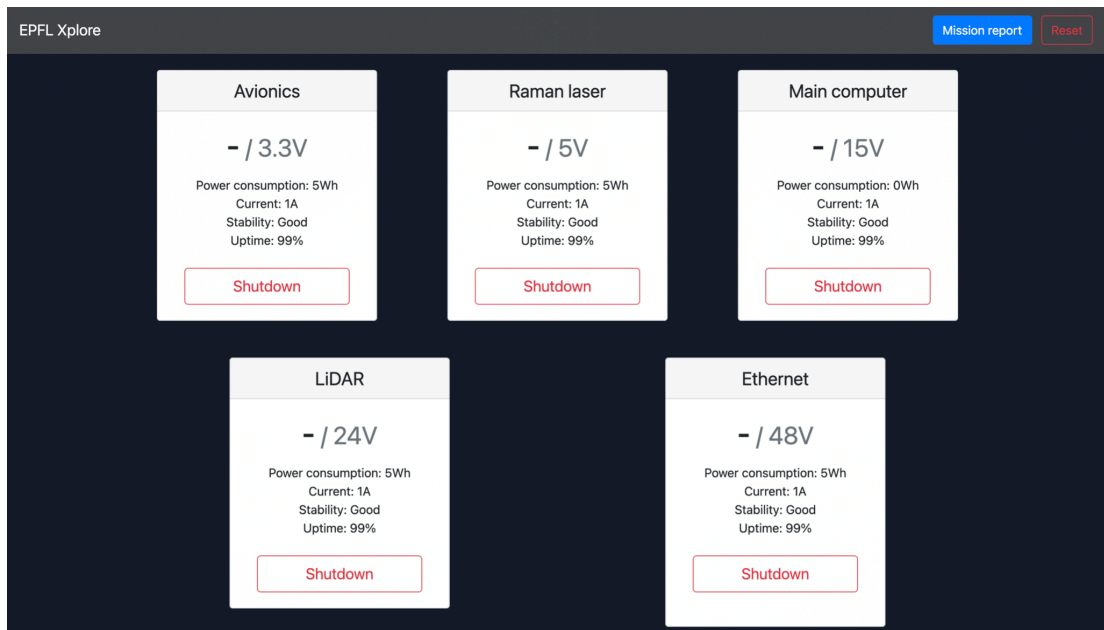 EPFL Xplore
Mission report
Reset
Avionics
- / 3.3V
Power consumption: 5Wh
Current: 1A
Stability: Good
Uptime: 99%
Shutdown
Raman laser
- / 5V
Power consumption: 5Wh
Current: 1A
Stability: Good
Uptime: 99%
Shutdown
Main computer
- / 15V
Power consumption: 0Wh
Current: 1A
Stability: Good
Uptime: 99%
Shutdown
LiDAR
- / 24V
Power consumption: 5Wh
Current: 1A
Stability: Good
Uptime: 99%
Shutdown
Ethernet
- / 48V
Power consumption: 5Wh
Current: 1A
Stability: Good
Uptime: 99%
Shutdown